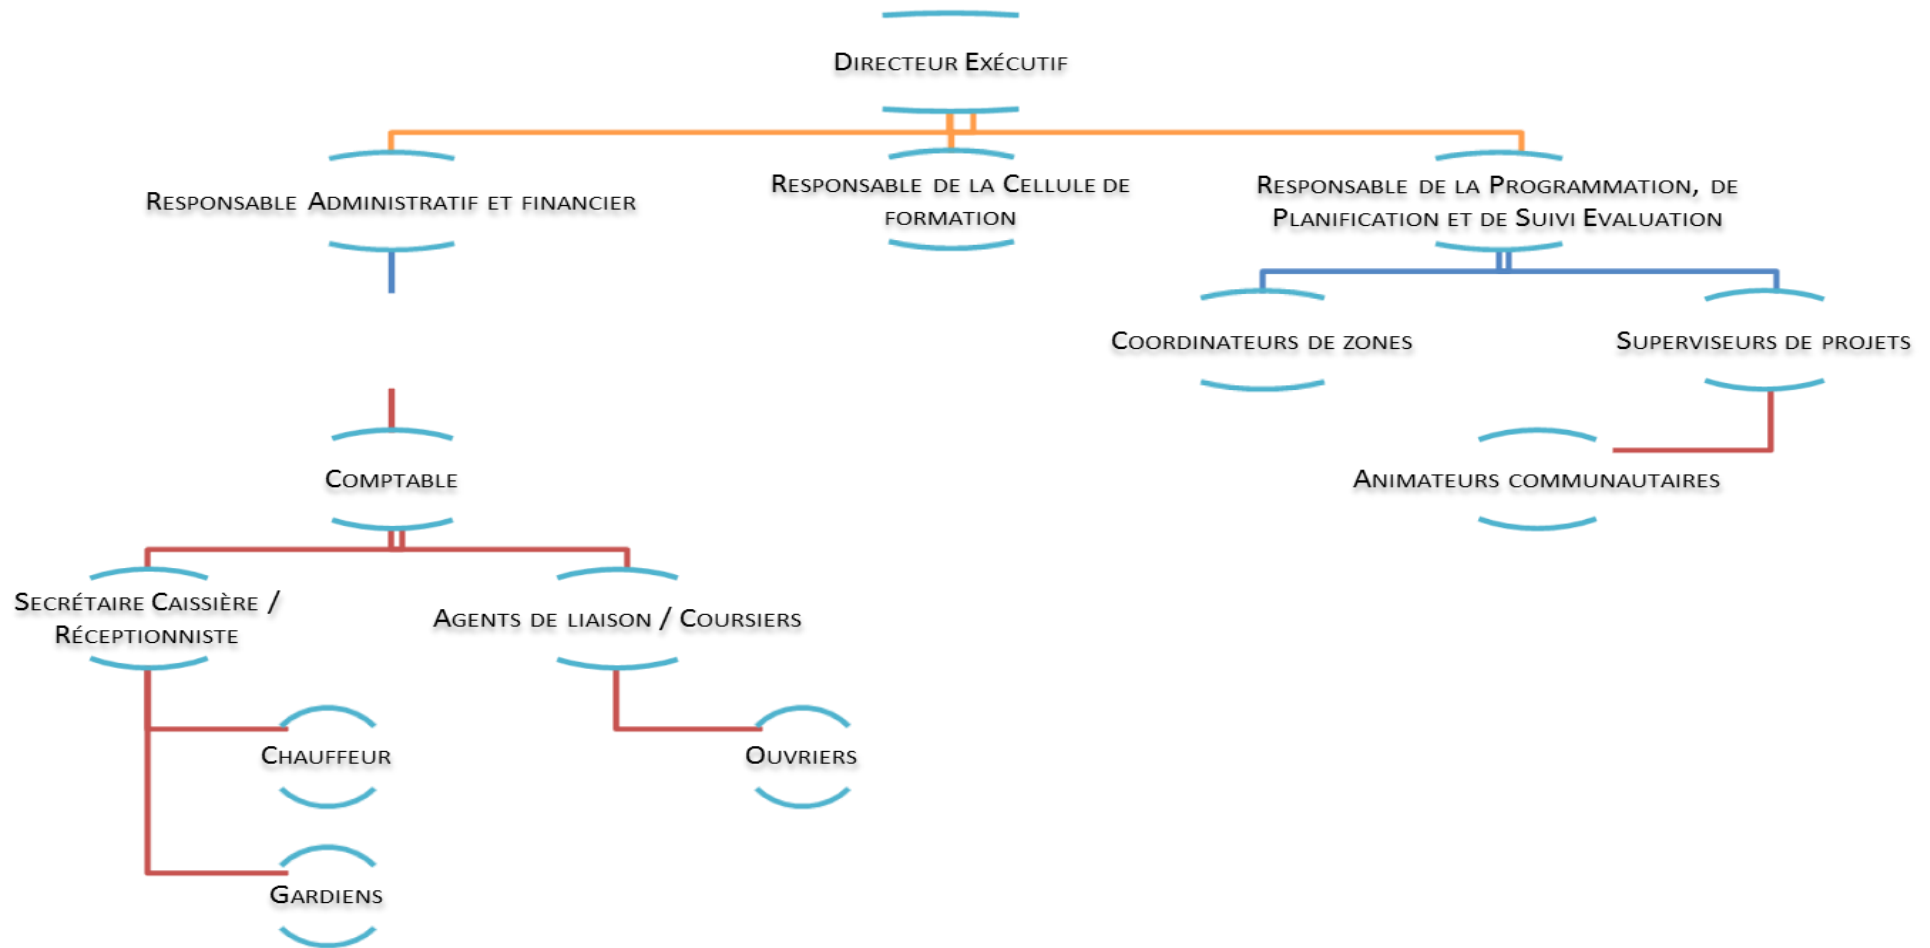 Directeur Exécutif
Responsable Administratif et financier
Responsable de la Cellule de
formation
Responsable de la Programmation, de
Planification et de Suivi Evaluation
Coordinateurs de zones
Superviseurs de projets
Comptable
Animateurs communautaires
Secrétaire Caissière /
Réceptionniste
Agents de liaison / Coursiers
Chauffeur
Ouvriers
Gardiens